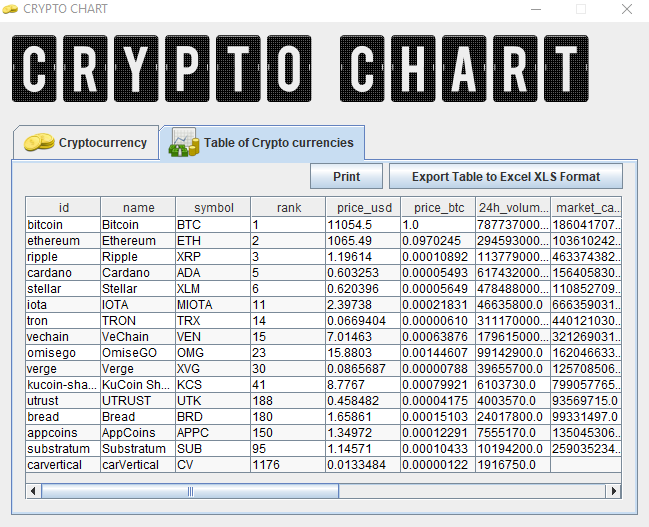 CRYPTO CHART
CRYPTO CHART
Cryptocurrency Table of Crypto currencies
Print Export Table to Excel XLS Format
id name symbol rank price_usd price_btc 24h_volum... market_ca...
bitcoin Bitcoin BTC 1 11054.5 1.0 787737000... 186041707...
ethereum Ethereum ETH 2 1065.49 0.0970245 294593000... 103610242...
ripple Ripple XRP 3 1.19614 0.00010892 113779000... 463374382...
cardano Cardano ADA 5 0.603253 0.00005493 617432000... 156405830...
stellar Stellar XLM 6 0.620396 0.00005649 478488000... 110852709...
iota IOTA MIOTA 11 2.39738 0.00021831 46635800.0 666359031...
tron TRON TRX 14 0.0669404 0.00000610 311170000... 440121030...
vechain VeChain VEN 15 7.01463 0.00063876 179615000... 321269031...
omisego OmiseGO OMG 23 15.8803 0.00144607 99142900.0 162046633...
verge Verge XVG 30 0.0865687 0.00000788 39655700.0 125708506...
kucoin-sha... KuCoin Sh... KCS 41 8.7767 0.00079921 6103730.0 799057765...
utrust UTRUST UTK 188 0.458482 0.00004175 4003570.0 93569715.0
bread Bread BRD 180 1.65861 0.00015103 24017800.0 99331497.0
appcoins AppCoins APPC 150 1.34972 0.00012291 7555170.0 135045306...
substratum Substratum SUB 95 1.14571 0.00010433 10194200.0 259035234...
carvertical carVertical CV 1176 0.0133484 0.00000122 1916750.0